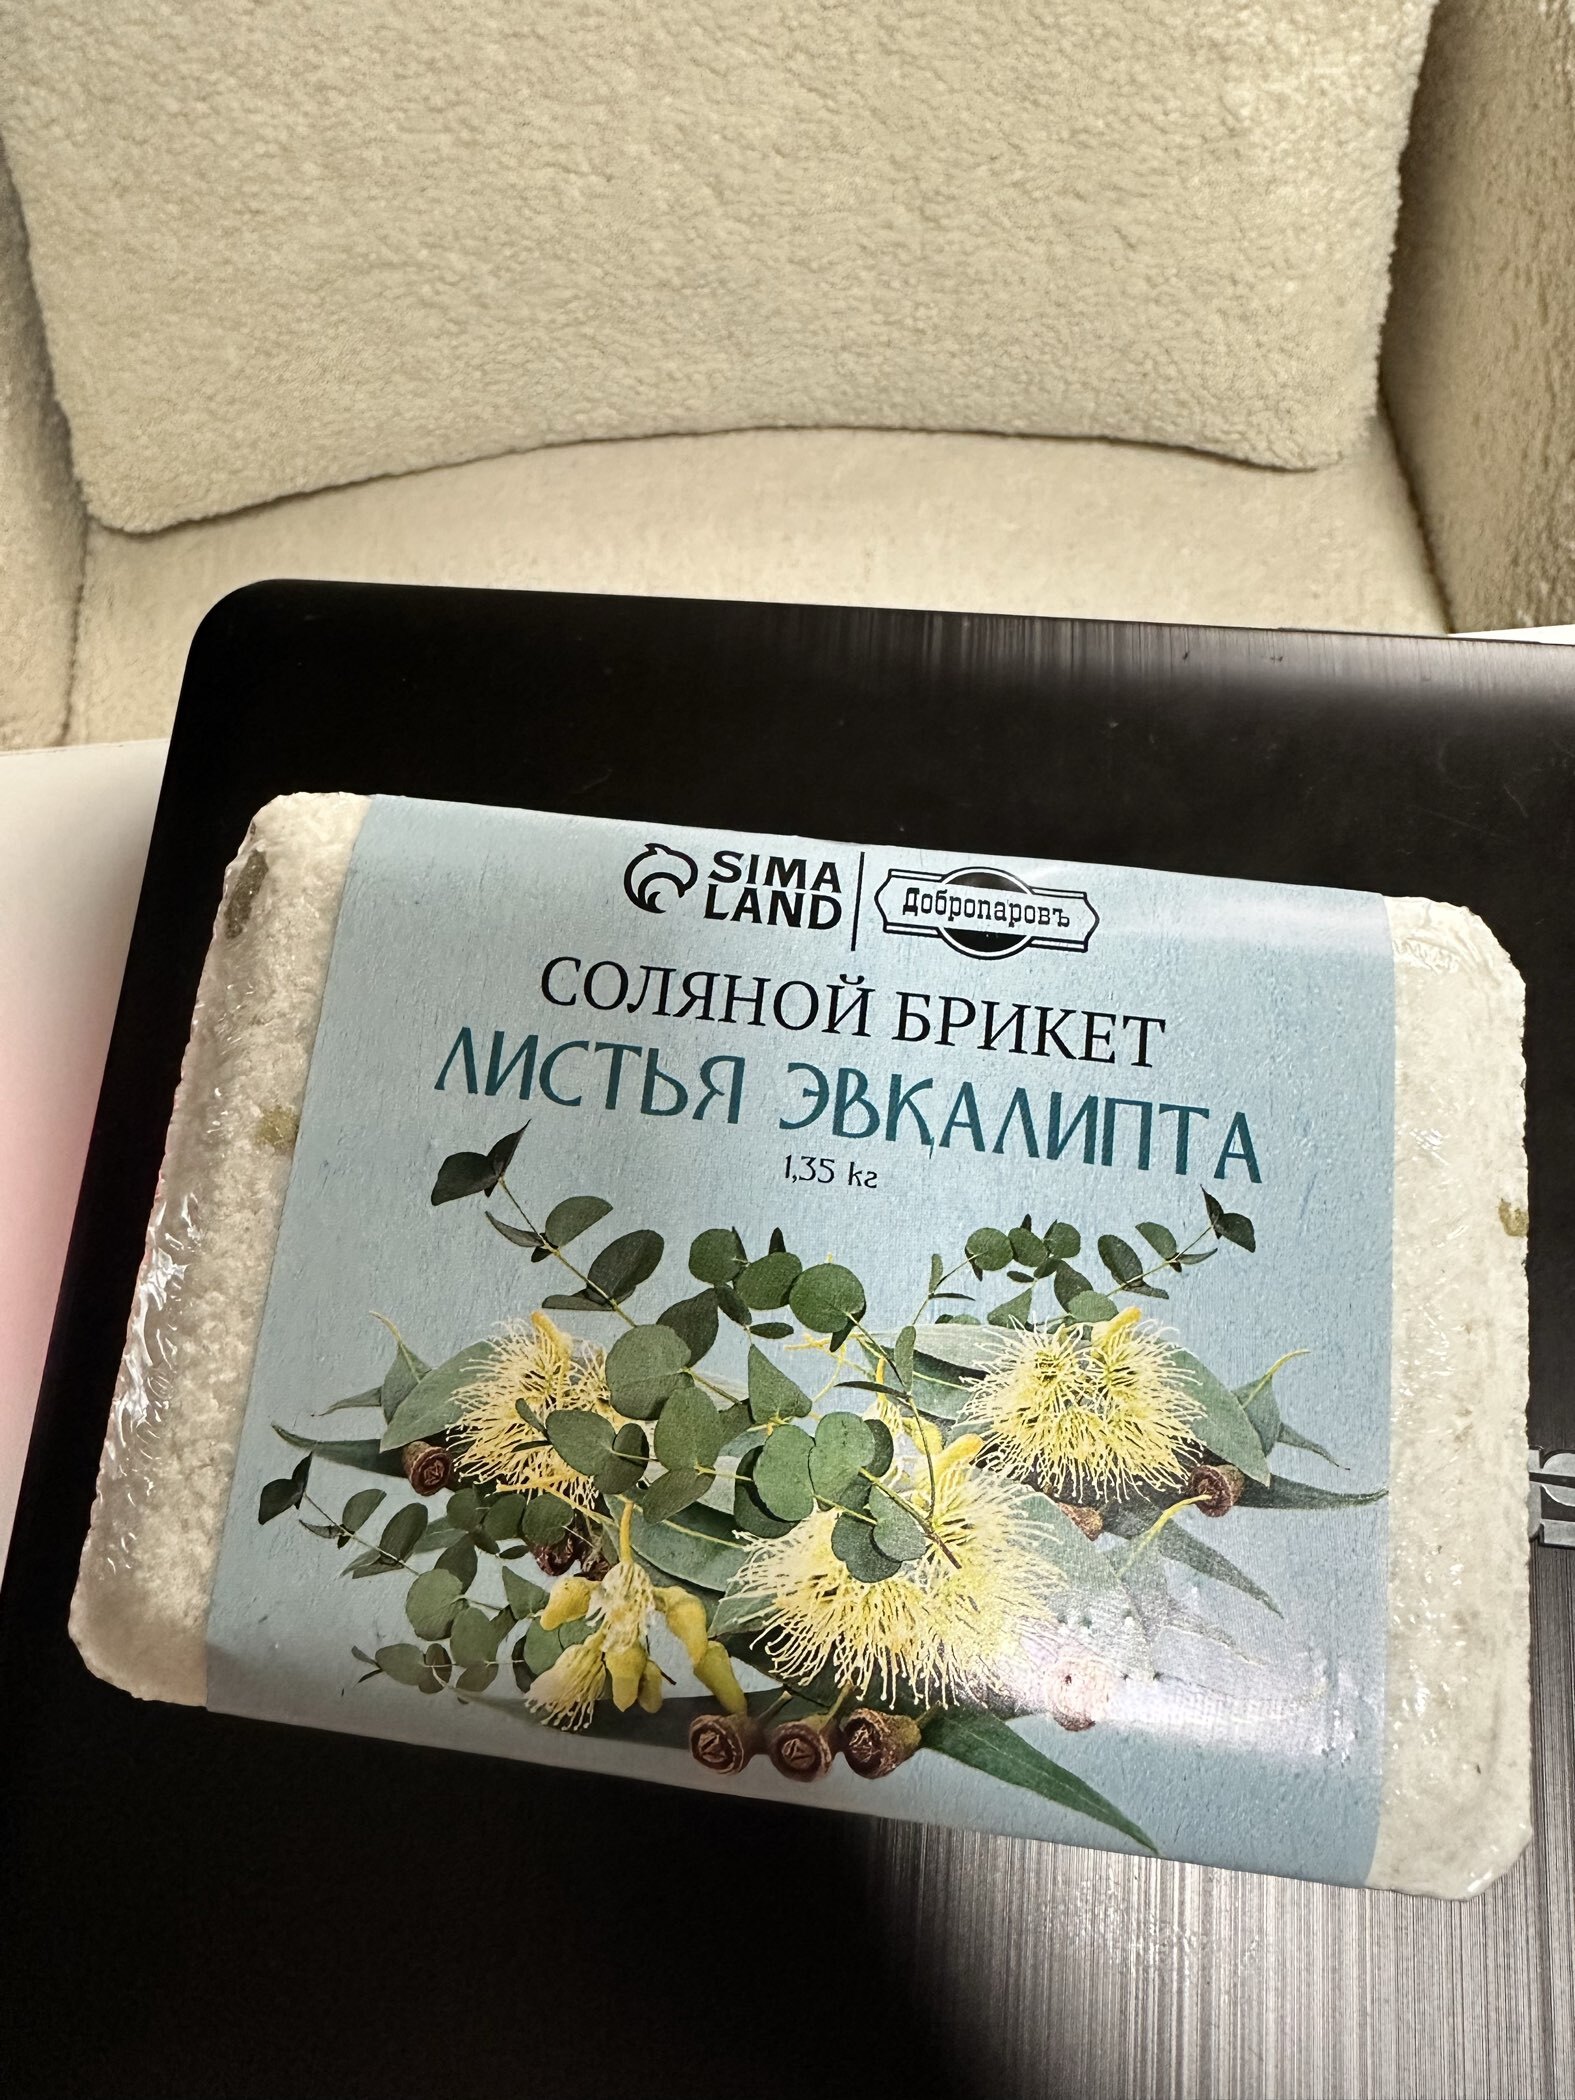 SIMA
LAND
Добропаровъ
СОЛЯНОЙ БРИКЕТ
ЛИСТЬЯ ЭВКАЛИПТА
1,35 кг